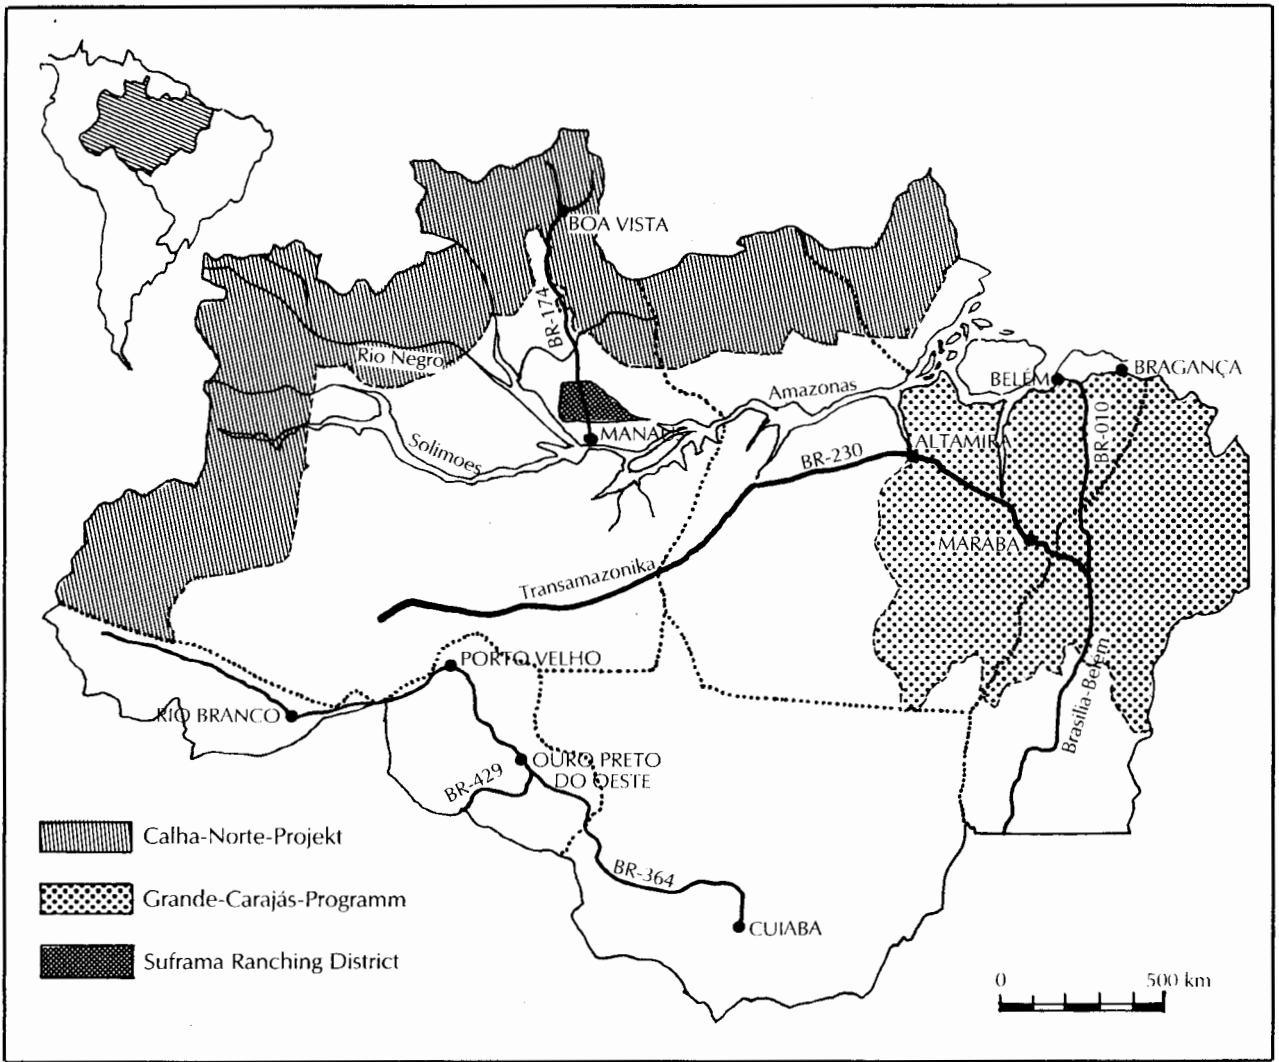 BOA VISTA
BR-174
Rio Negro
Amazonas
BELÉM
BRAGANÇA
BR-010
Solimoes
MANAUS
ALTAMIRA
BR-230
MARABA
Transamazonika
PORTO VELHO
RIO BRANCO
Brasilia-Belém
OURO PRETO
DO OESTE
BR-429
Calha-Norte-Projekt
BR-364
Grande-Carajás-Programm
CUIABA
Suframa Ranching District
0 500 km